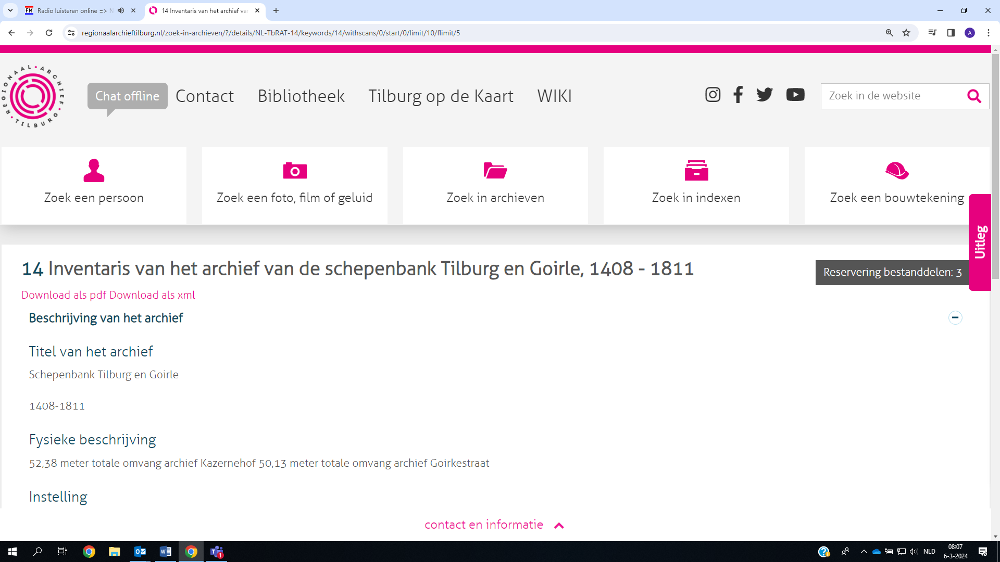 Radio luisteren online => N
14 Inventaris van het archief va
regionaalarchieftilburg.nl/zoek-in-archieven/?/details/NL-TbRAT-14/keywords/14/withscans/0/start/0/limit/10/flimit/5
A
REGIONAAL ARCHIEF TILBURG
Chat offline
Contact
Bibliotheek
Tilburg op de Kaart
WIKI
Zoek in de website
Zoek een persoon
Zoek een foto, film of geluid
Zoek in archieven
Zoek in indexen
Zoek een bouwtekening
Uitleg
14 Inventaris van het archief van de schepenbank Tilburg en Goirle, 1408 - 1811
Reservering bestanddelen: 3
Download als pdf Download als xml
Beschrijving van het archief
Titel van het archief
Schepenbank Tilburg en Goirle
1408-1811
Fysieke beschrijving
52,38 meter totale omvang archief Kazernehof 50,13 meter totale omvang archief Goirkestraat
Instelling
contact en informatie
NLD
08:07
6-3-2024